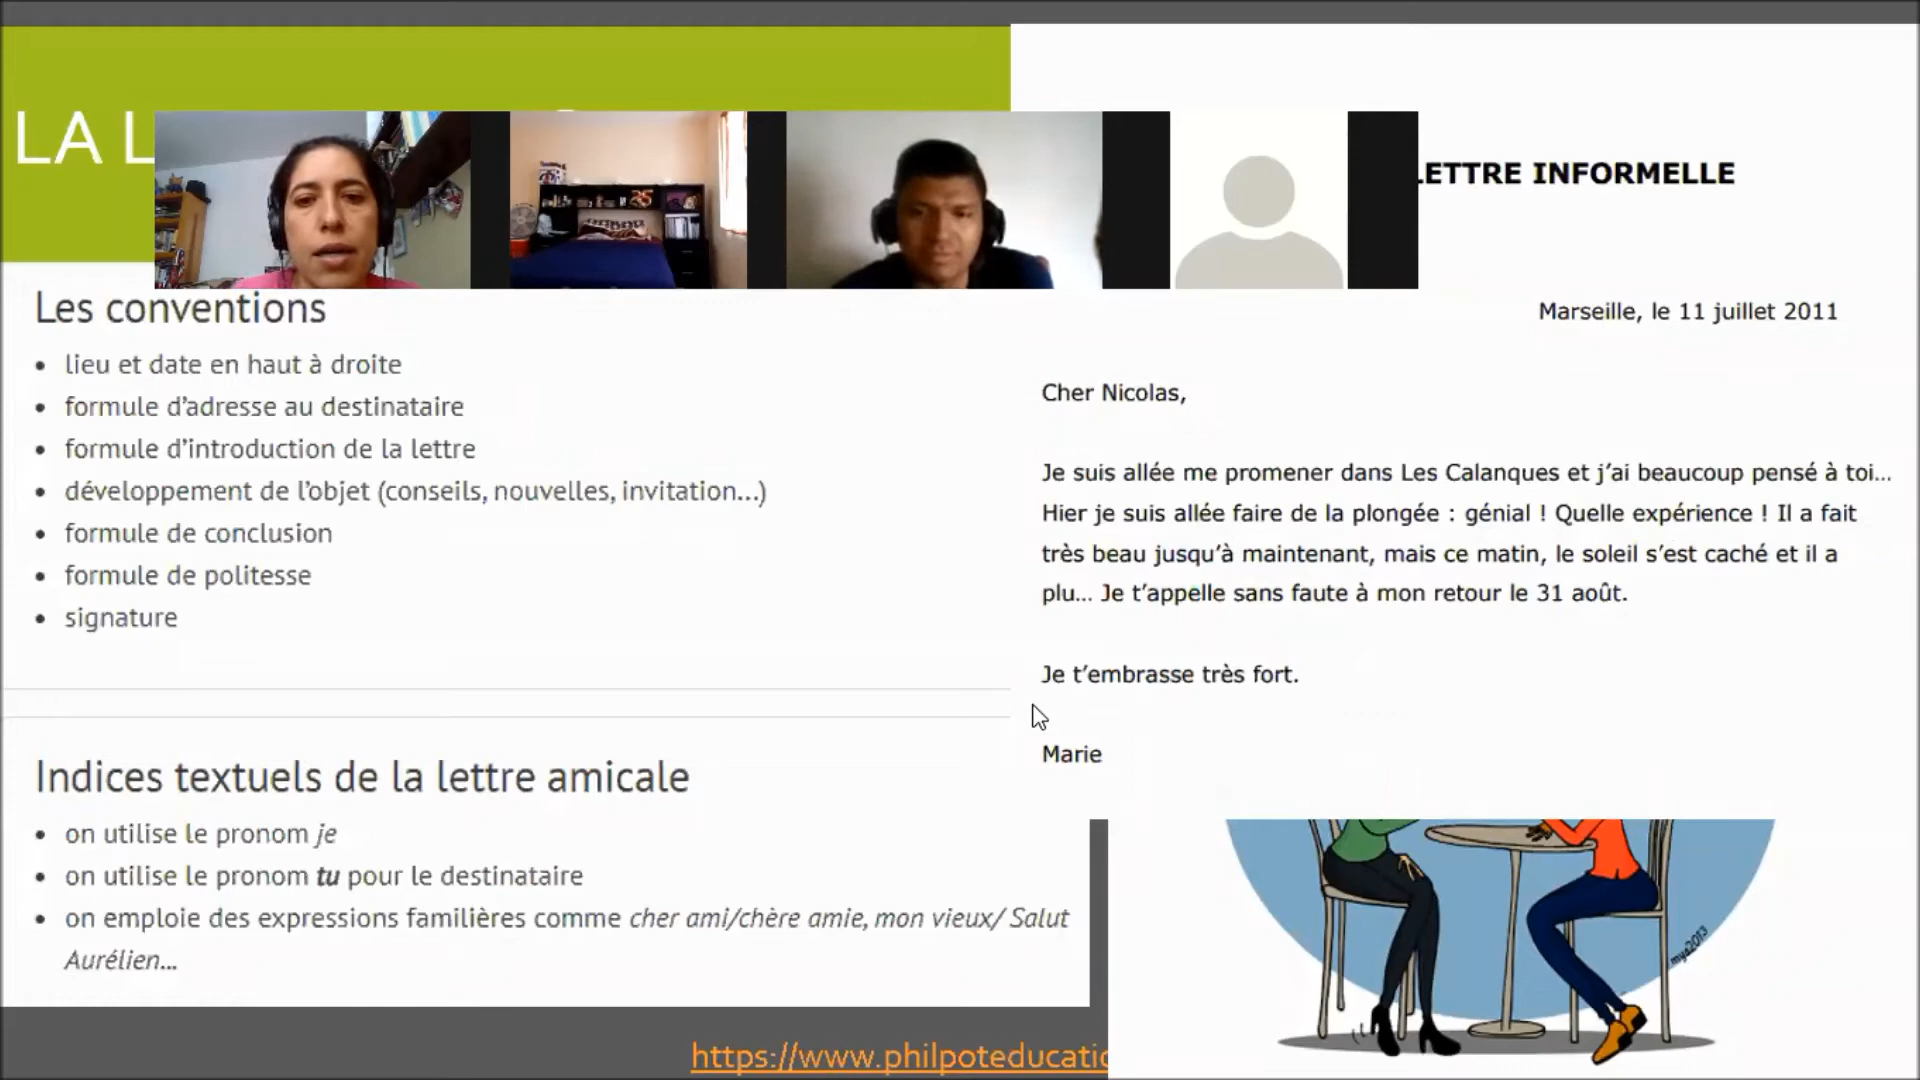 LA L
Les conventions
lieu et date en haut à droite
formule d'adresse au destinataire
formule d'introduction de la lettre
développement de l'objet (conseils, nouvelles, invitation...)
formule de conclusion
formule de politesse
signature
Indices textuels de la lettre amicale
on utilise le pronom je
on utilise le pronom tu pour le destinataire
on emploie des expressions familières comme cher ami/chère amie, mon vieux/ Salut
Aurélien...
LETTRE INFORMELLE
Marseille, le 11 juillet 2011
Cher Nicolas,
Je suis allée me promener dans Les Calanques et j'ai beaucoup pensé à toi...
Hier je suis allée faire de la plongée : génial ! Quelle expérience ! Il a fait
très beau jusqu'à maintenant, mais ce matin, le soleil s'est caché et il a
plu... Je t'appelle sans faute à mon retour le 31 août.
Je t'embrasse très fort.
Marie
mya2013
https://www.philpoteducatio